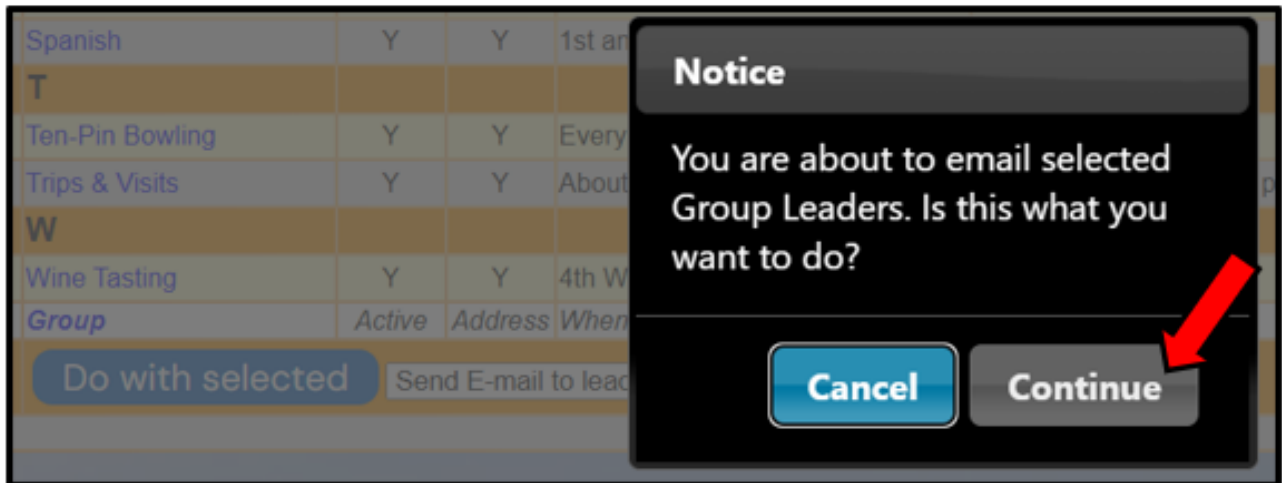 Spanish Y Y 1st an
T
Ten-Pin Bowling Y Y Every
Trips & Visits Y Y About p
W
Wine Tasting Y Y 4th W
Group Active Address When
Do with selected Send E-mail to lead
Notice
You are about to email selected
Group Leaders. Is this what you
want to do?
Cancel Continue